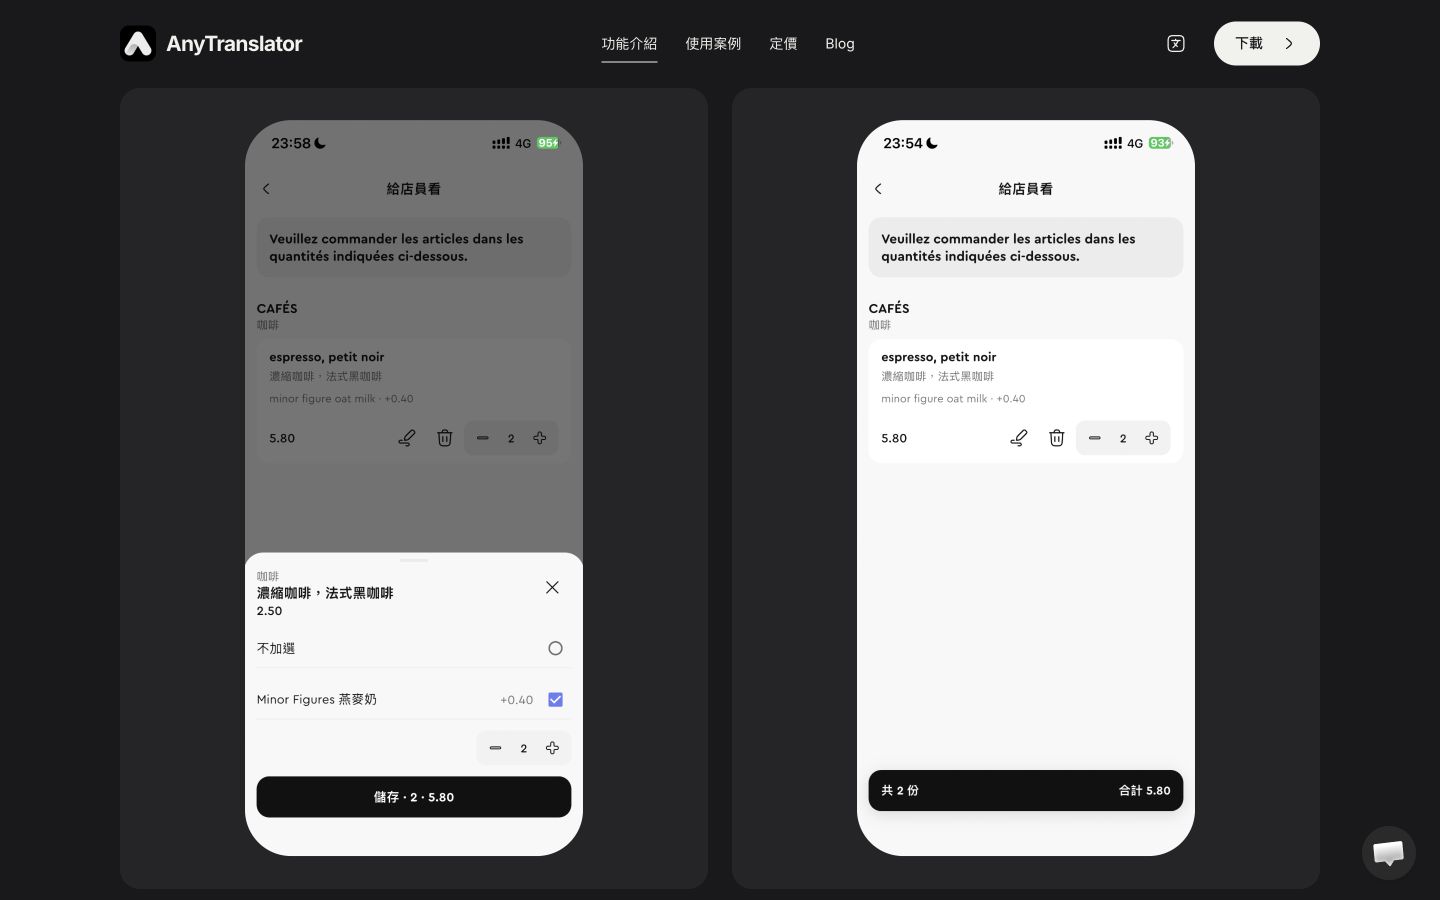 AnyTranslator
功能介紹
使用案例
定價
Blog
下載
23:58
4G
95
給店員看
Veuillez commander les articles dans les
quantités indiquées ci-dessous.
CAFÉS
咖啡
espresso, petit noir
濃縮咖啡，法式黑咖啡
minor figure oat milk · +0.40
5.80
2
咖啡
濃縮咖啡，法式黑咖啡
2.50
不加選
Minor Figures 燕麥奶 +0.40
2
儲存 · 2 · 5.80
23:54
4G
93
給店員看
Veuillez commander les articles dans les
quantités indiquées ci-dessous.
CAFÉS
咖啡
espresso, petit noir
濃縮咖啡，法式黑咖啡
minor figure oat milk · +0.40
5.80
2
共 2 份 合計 5.80